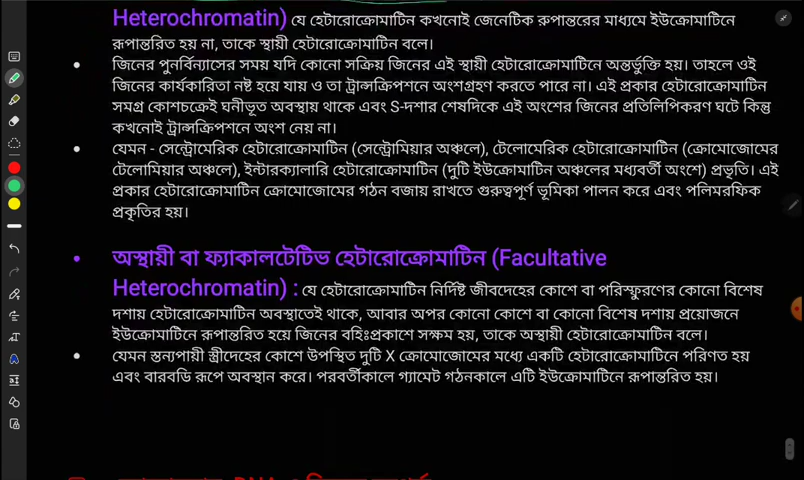 Heterochromatin) যে হেটারোক্রোমাটিন কখনোই জেনেটিক রুপান্তরের মাধ্যমে ইউক্রোমাটিনে
রূপান্তরিত হয় না, তাকে স্থায়ী হেটারোক্রোমাটিন বলে।
• জিনের পুনর্বিন্যাসের সময় যদি কোনো সক্রিয় জিনের এই স্থায়ী হেটারোক্রোমাটিনে অন্তর্ভুক্তি হয়। তাহলে ওই
জিনের কার্যকারিতা নষ্ট হয়ে যায় ও তা ট্রান্সক্রিপশনে অংশগ্রহণ করতে পারে না। এই প্রকার হেটারোক্রোমাটিন
সমগ্র কোশচক্রেই ঘনীভূত অবস্থায় থাকে এবং S-দশার শেষদিকে এই অংশের জিনের প্রতিলিপিকরণ ঘটে কিন্তু
কখনোই ট্রান্সক্রিপশনে অংশ নেয় না।
• যেমন - সেন্ট্রোমেরিক হেটারোক্রোমাটিন (সেন্ট্রোমিয়ার অঞ্চলে), টেলোমেরিক হেটারোক্রোমাটিন (ক্রোমোজোমের
টেলোমিয়ার অঞ্চলে), ইন্টারক্যালারি হেটারোক্রোমাটিন (দুটি ইউক্রোমাটিন অঞ্চলের মধ্যবর্তী অংশে) প্রভৃতি। এই
প্রকার হেটারোক্রোমাটিন ক্রোমোজোমের গঠন বজায় রাখতে গুরুত্বপূর্ণ ভূমিকা পালন করে এবং পলিমরফিক
প্রকৃতির হয়।
• অস্থায়ী বা ফ্যাকালটেটিভ হেটারোক্রোমাটিন (Facultative
Heterochromatin) : যে হেটারোক্রোমাটিন নির্দিষ্ট জীবদেহের কোশে বা পরিস্ফুরণের কোনো বিশেষ
দশায় হেটারোক্রোমাটিন অবস্থাতেই থাকে, আবার অপর কোনো কোশে বা কোনো বিশেষ দশায় প্রয়োজনে
ইউক্রোমাটিনে রূপান্তরিত হয়ে জিনের বহিঃপ্রকাশে সক্ষম হয়, তাকে অস্থায়ী হেটারোক্রোমাটিন বলে।
• যেমন স্তন্যপায়ী স্ত্রীদেহের কোশে উপস্থিত দুটি X ক্রোমোজোমের মধ্যে একটি হেটারোক্রোমাটিনে পরিণত হয়
এবং বারবডি রূপে অবস্থান করে। পরবর্তীকালে গ্যামেট গঠনকালে এটি ইউক্রোমাটিনে রূপান্তরিত হয়।